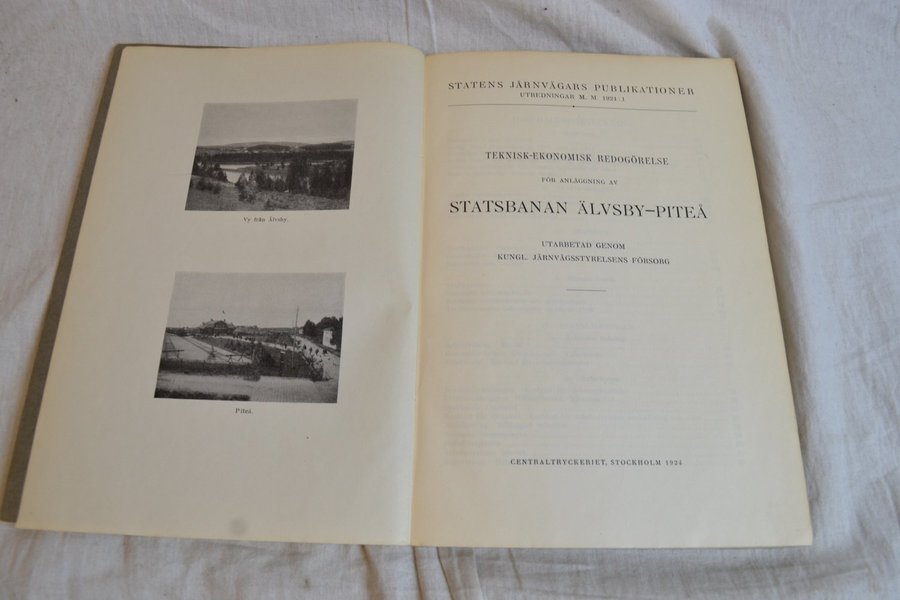 Vy från Älvsby.
Piteå.
STATENS JÄRNVÄGARS PUBLIKATIONER
UTREDNINGAR M. M. 1924/1
TEKNISK-EKONOMISK REDOGÖRELSE
FÖR ANLÄGGNING AV
STATSBANAN ÄLVSBY–PITEÅ
UTARBETAD GENOM
KUNGL. JÄRNVÄGSSTYRELSENS FÖRSORG
CENTRALTRYCKERIET, STOCKHOLM 1924